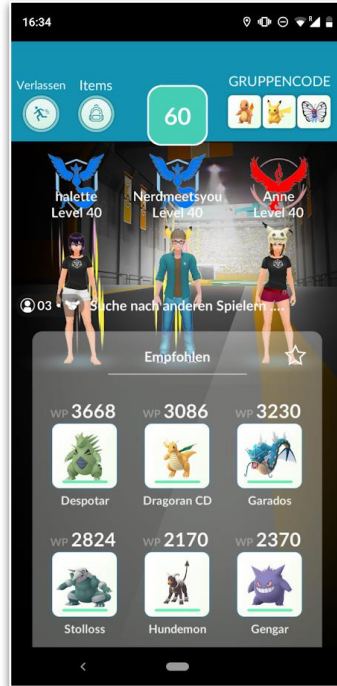 16:34
Verlassen
Items
60
GRUPPENCODE
halette
Level 40
Nerdmeetsyou
Level 40
Anne
Level 40
03
Suche nach anderen Spielern ....
Empfohlen
WP 3668
WP 3086
WP 3230
Despotar
Dragoran CD
Garados
WP 2824
WP 2170
WP 2370
Stolloss
Hundemon
Gengar